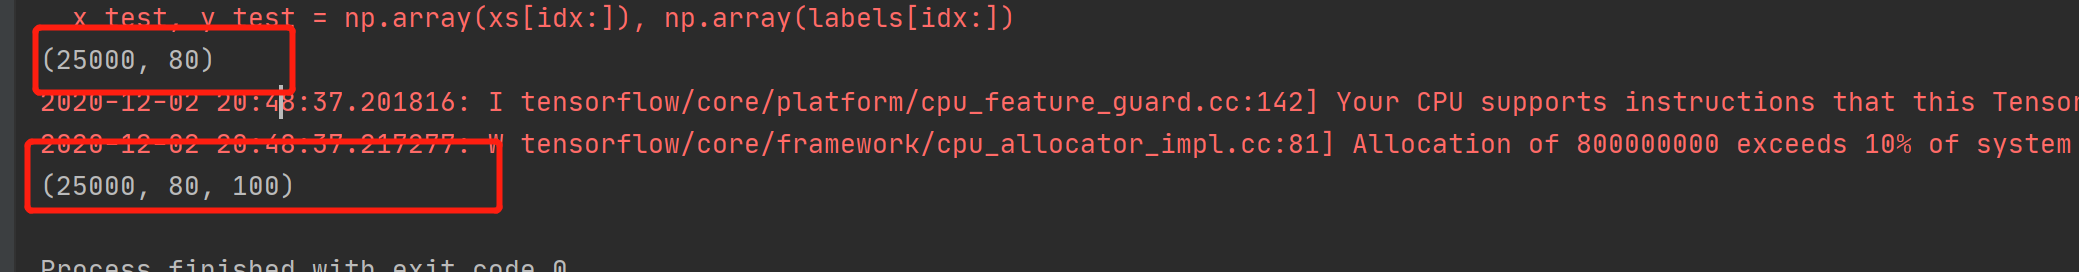 x_test, y_test = np.array(xs[idx:]), np.array(labels[idx:])
(25000, 80)
2020-12-02 20:48:37.201816: I tensorflow/core/platform/cpu_feature_guard.cc:142] Your CPU supports instructions that this Tensor
2020-12-02 20:48:37.217277: W tensorflow/core/framework/cpu_allocator_impl.cc:81] Allocation of 800000000 exceeds 10% of system
(25000, 80, 100)
Process finished with exit code 0